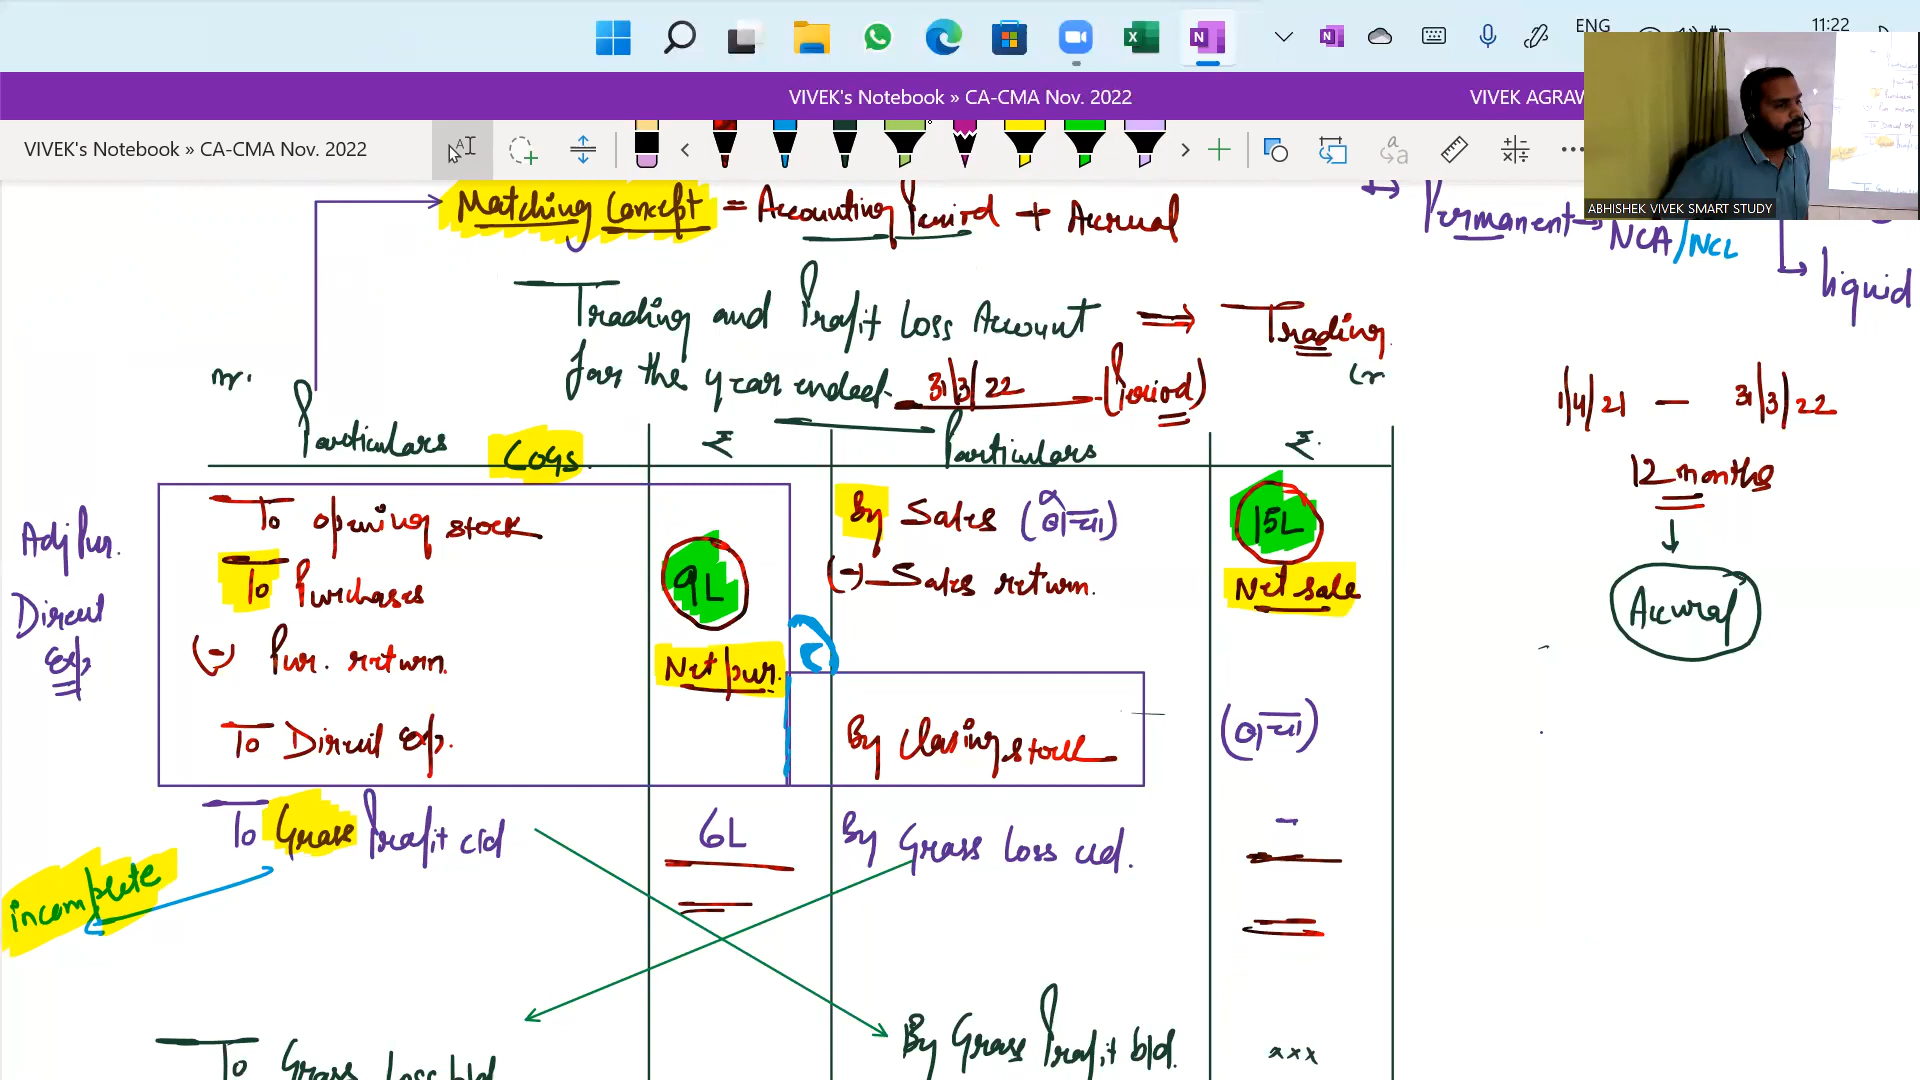 ENG
11:22
VIVEK's Notebook » CA-CMA Nov. 2022
VIVEK AGRAW
VIVEK's Notebook » CA-CMA Nov. 2022
ABHISHEK VIVEK SMART STUDY
Matching Concept = Accounting Period + Accrual
Permanent → NCA/NCL
liquid
Trading and Profit Loss Account ⇒ Trading
for the year ended 31/3/22 (Period)
1/4/21 — 31/3/22
12 months
Accural
Dr.
Cr
Particulars
COGS
₹
Particulars
₹
To opening stock
By Sales (बेचा)
15L
To Purchases
9L
(-) Sales return
Net sale
(-) Pur. return
Net pur.
To Direct Exp.
By Closing stock
(बचा)
Adj Pur.
Direct
Exp
To Gross Profit c/d
6L
By Gross Loss c/d.
-
incomplete
To Gross Loss b/d
By Gross Profit b/d.
xxx